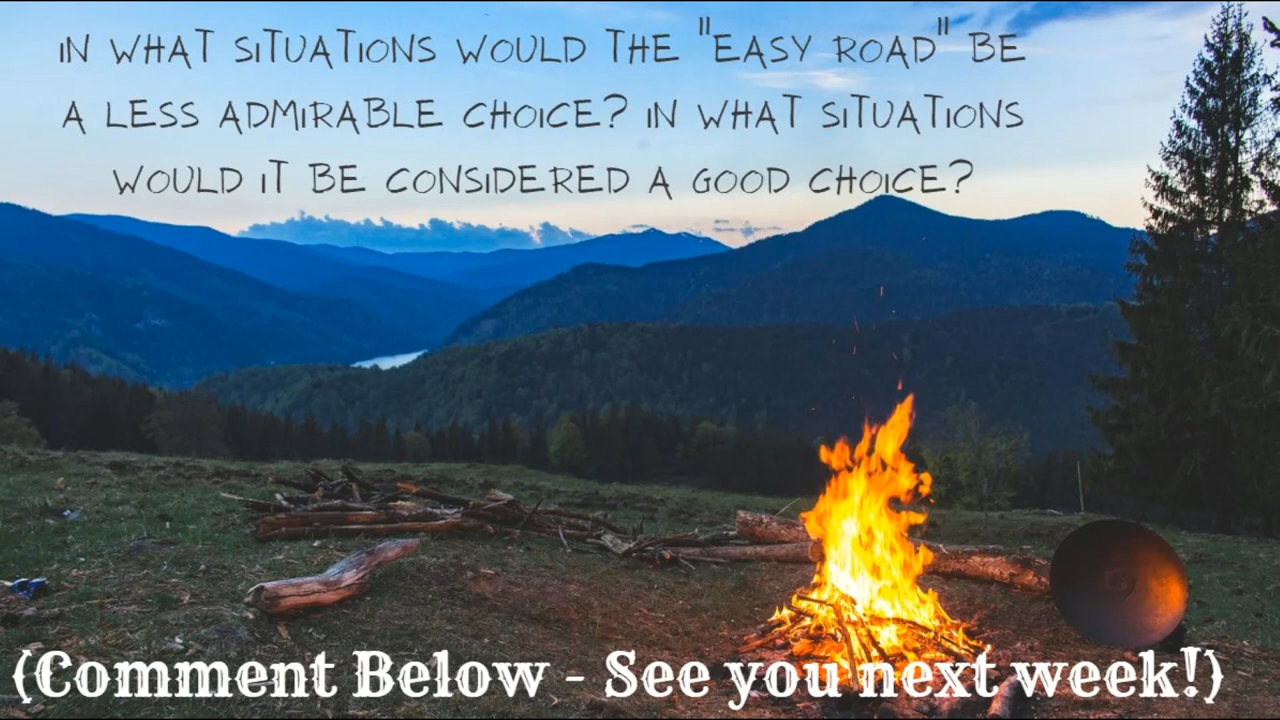 IN WHAT SITUATIONS WOULD THE "EASY ROAD" BE
A LESS ADMIRABLE CHOICE? IN WHAT SITUATIONS
WOULD IT BE CONSIDERED A GOOD CHOICE?
(Comment Below - See you next week!)